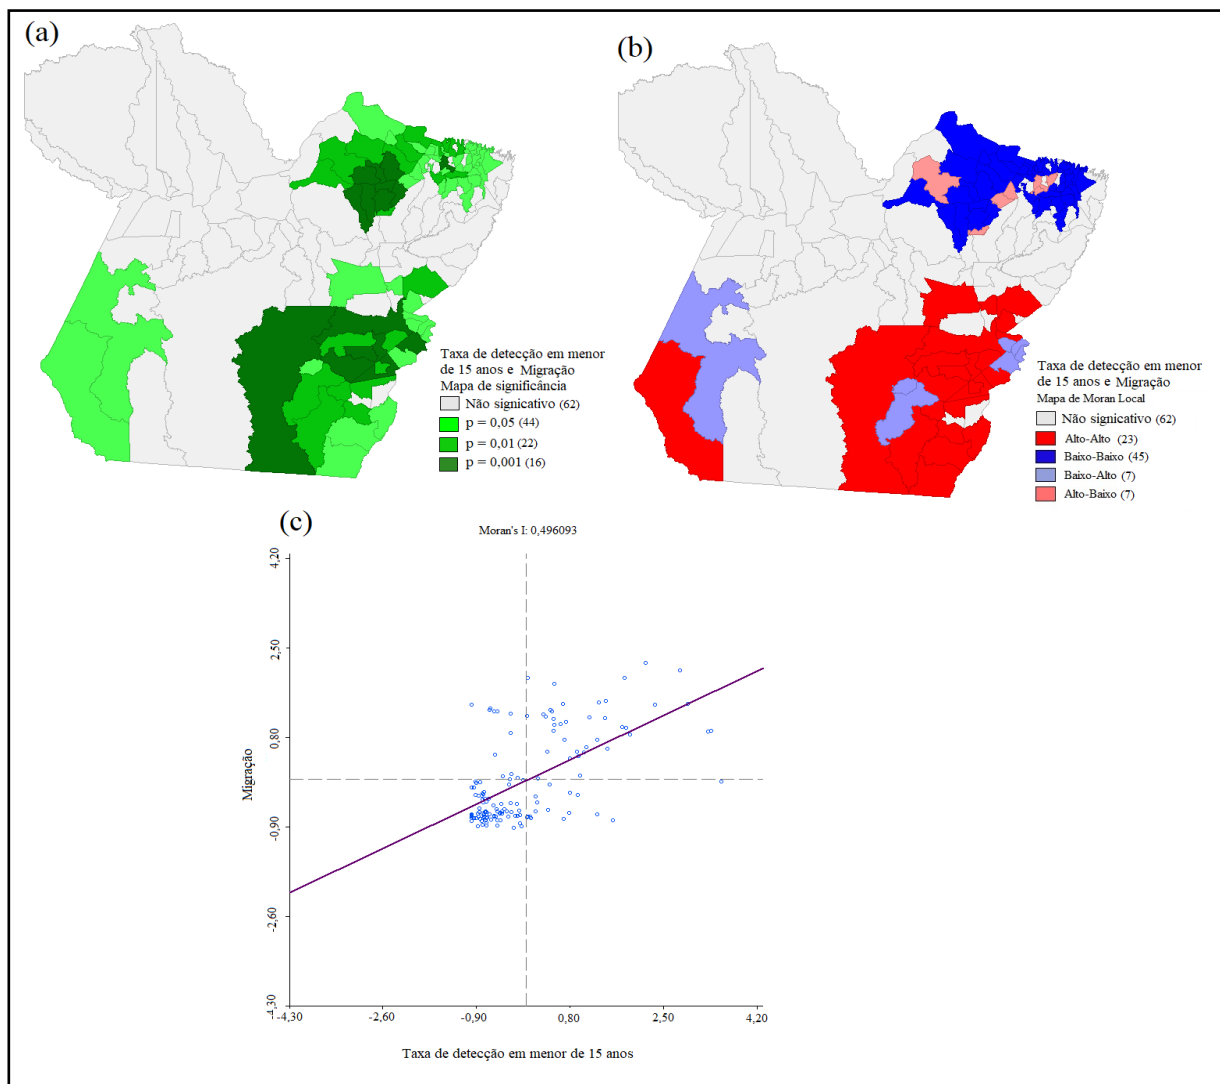 (a)
Taxa de detecção em menor
de 15 anos e Migração
Mapa de significância
Não signicativo (62)
p = 0,05 (44)
p = 0,01 (22)
p = 0,001 (16)
(b)
Taxa de detecção em menor
de 15 anos e Migração
Mapa de Moran Local
Não signicativo (62)
Alto-Alto (23)
Baixo-Baixo (45)
Baixo-Alto (7)
Alto-Baixo (7)
(c)
Moran's I: 0,496093
4,20
2,50
0,80
-0,90
-2,60
-4,30
Migração
-4,30 -2,60 -0,90 0,80 2,50 4,20
Taxa de detecção em menor de 15 anos